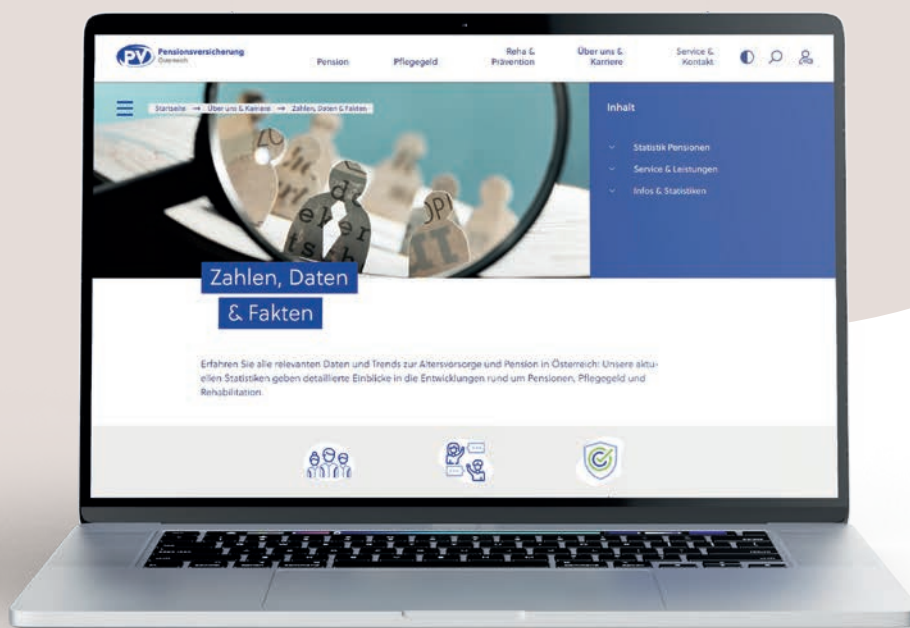 PV Pensionsversicherung
Österreich
Pension
Pflegegeld
Reha &
Prävention
Über uns &
Karriere
Service &
Kontakt
Startseite → Über uns & Karriere → Zahlen, Daten & Fakten
Inhalt
Statistik Pensionen
Service & Leistungen
Infos & Statistiken
Zahlen, Daten
& Fakten
Erfahren Sie alle relevanten Daten und Trends zur Altersvorsorge und Pension in Österreich: Unsere aktu-
ellen Statistiken geben detaillierte Einblicke in die Entwicklungen rund um Pensionen, Pflegegeld und
Rehabilitation.